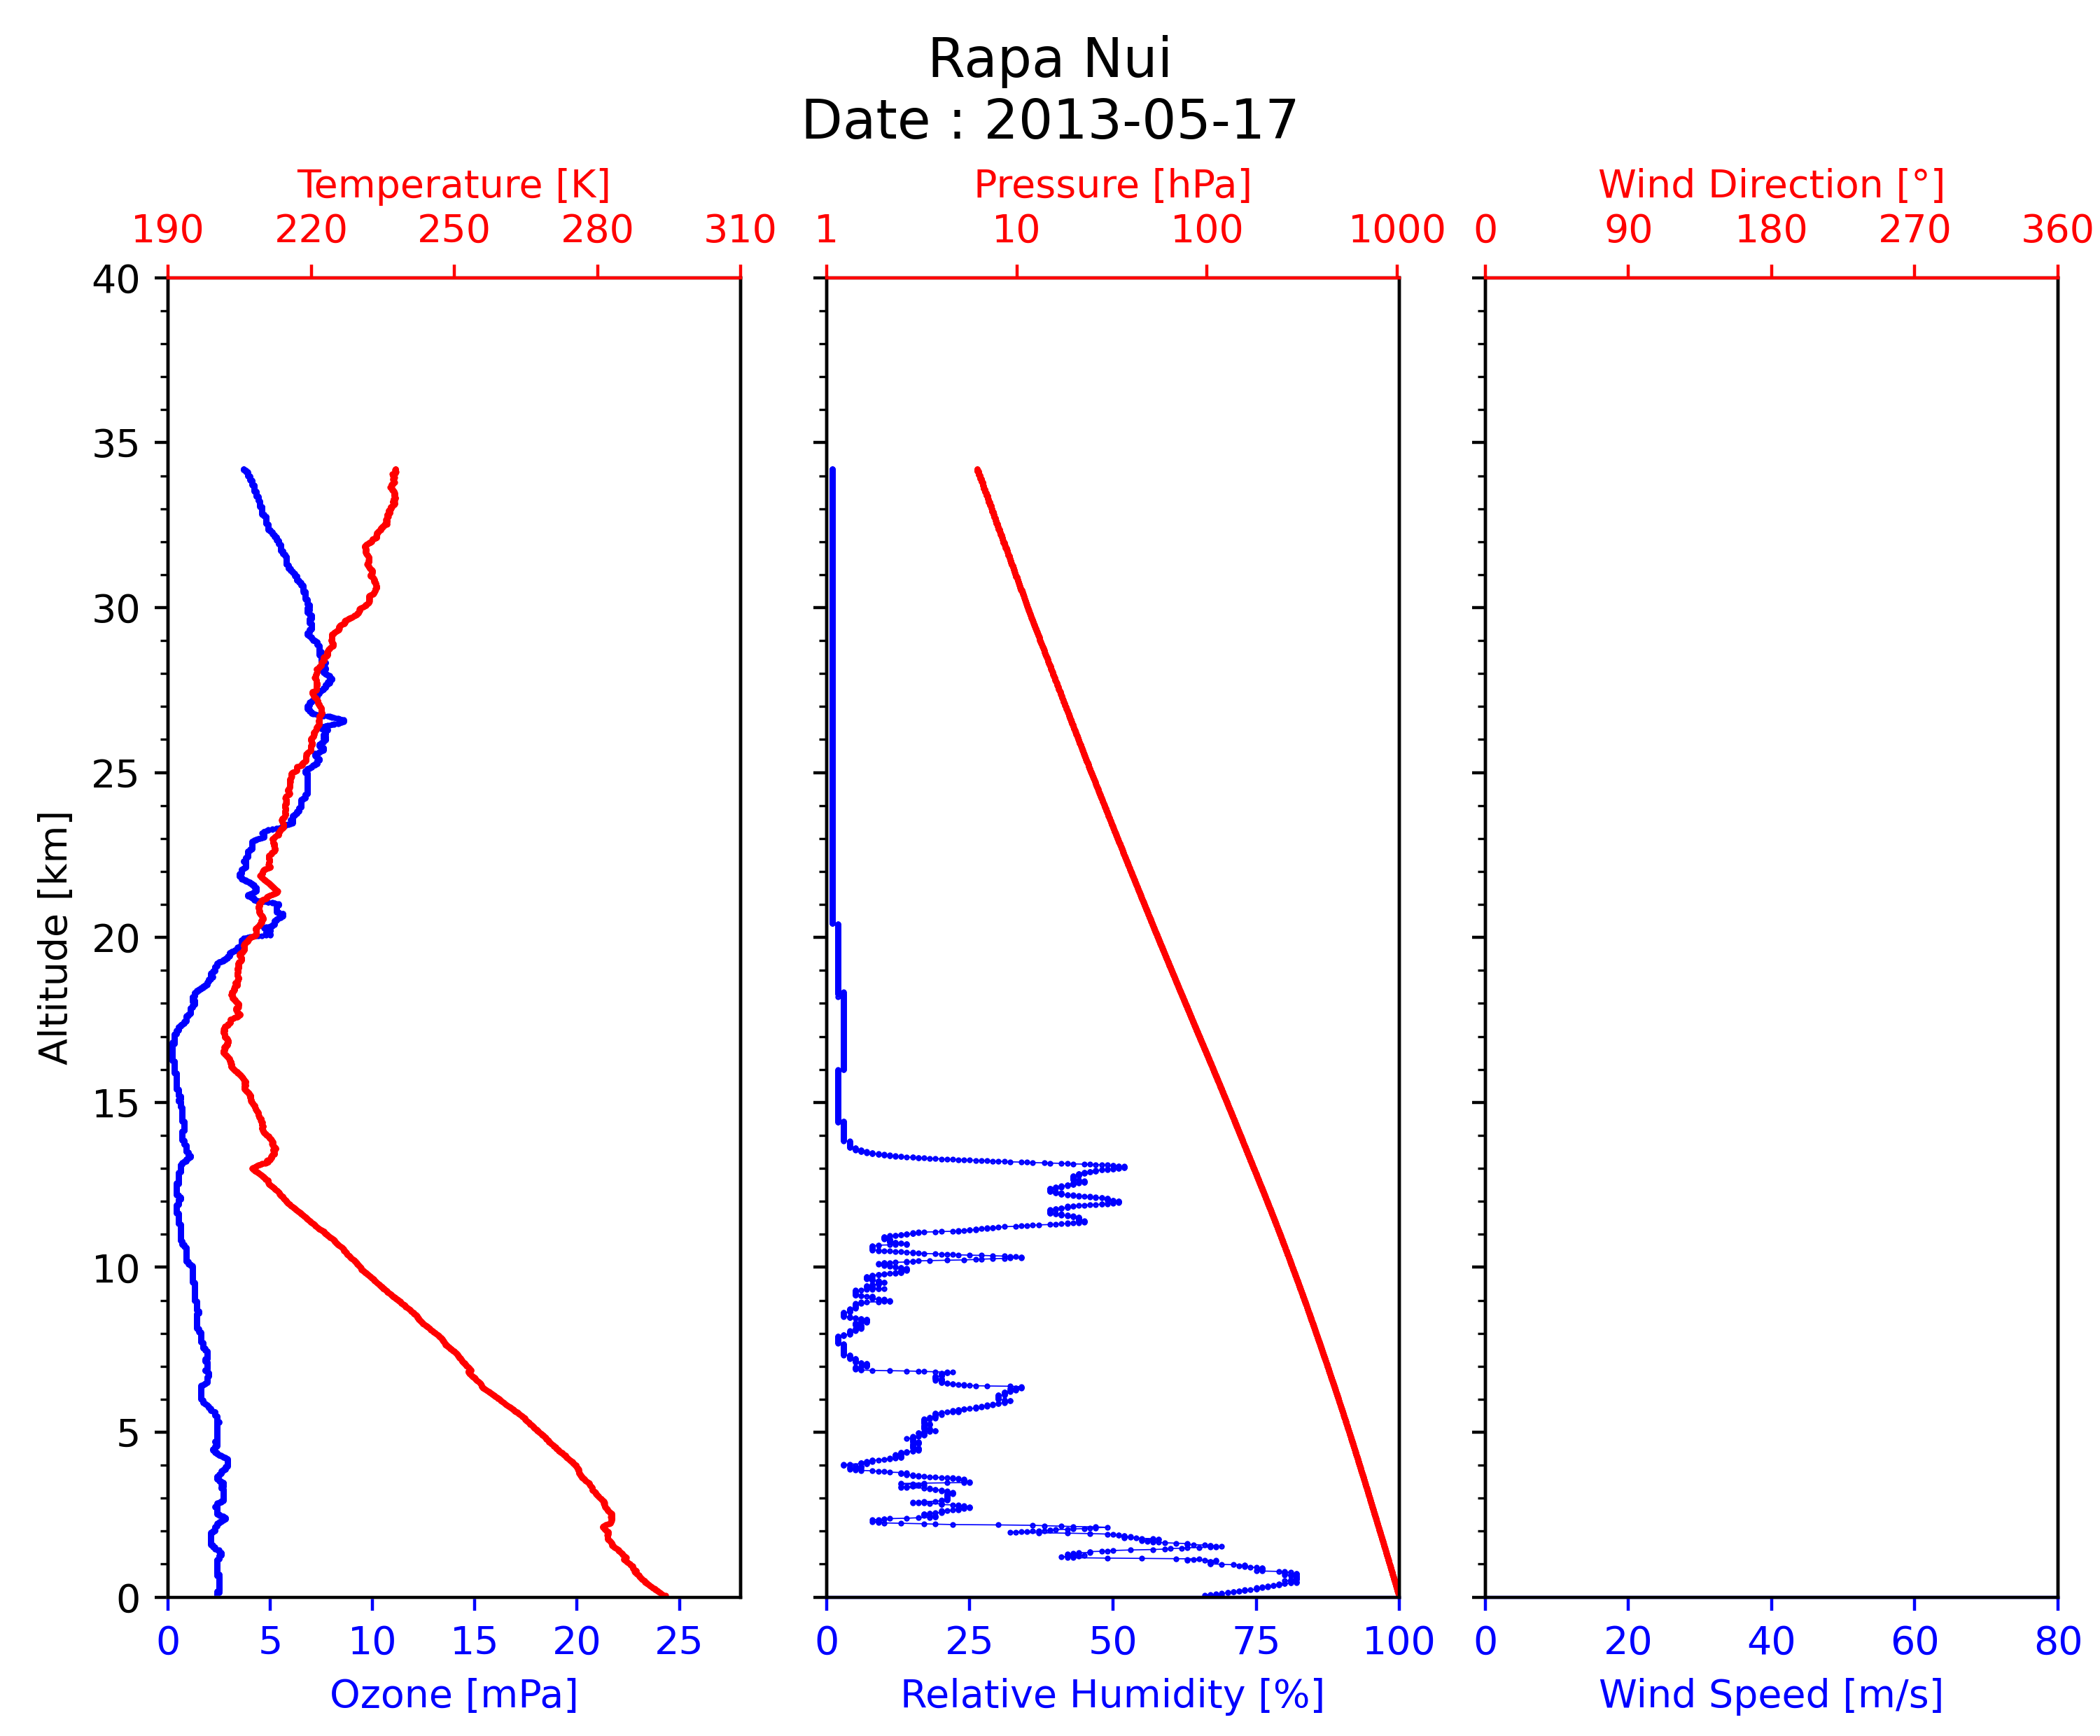 Rapa Nui
Date : 2013-05-17
Temperature [K]
190 220 250 280 310
Pressure [hPa]
1 10 100 1000
Wind Direction [°]
0 90 180 270 360
Altitude [km]
40
35
30
25
20
15
10
5
0
0 5 10 15 20 25
Ozone [mPa]
0 25 50 75 100
Relative Humidity [%]
0 20 40 60 80
Wind Speed [m/s]